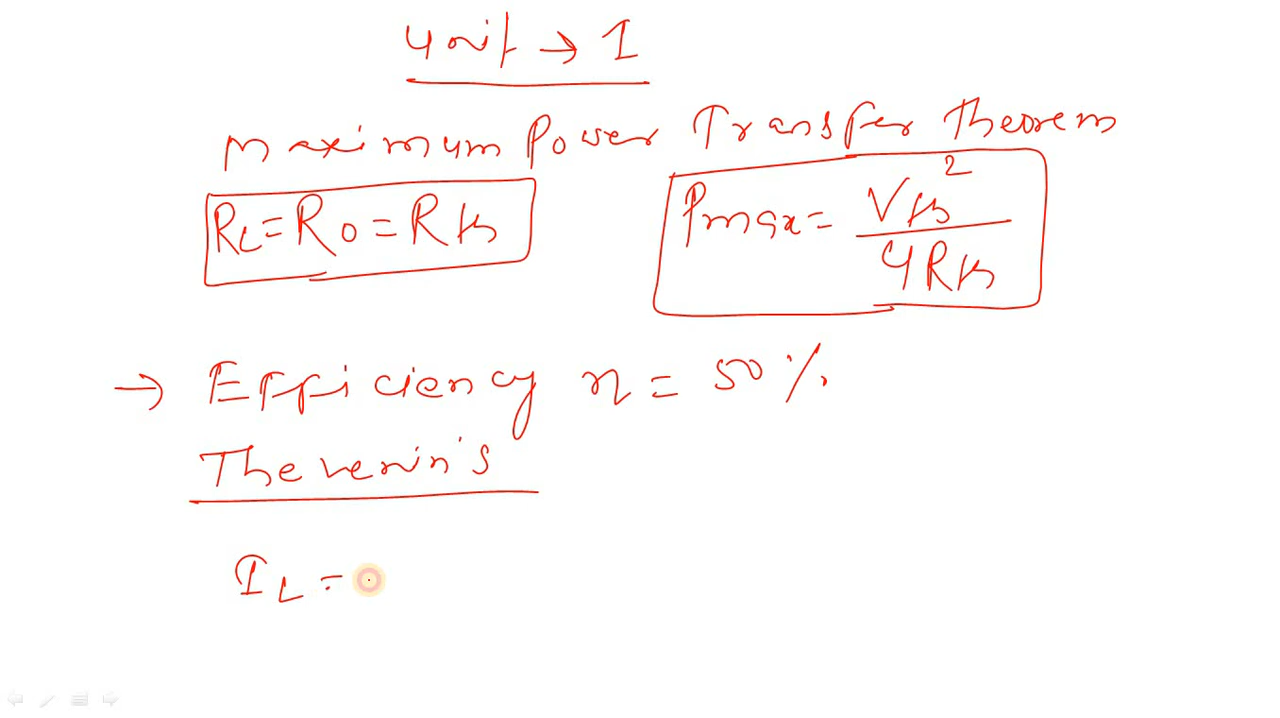 Unit → 1
Maximum Power Transfer Theorem
RL = RO = Rth
Pmax = Vth² / 4Rth
→ Efficiency η = 50 %
Thevenin's
IL =